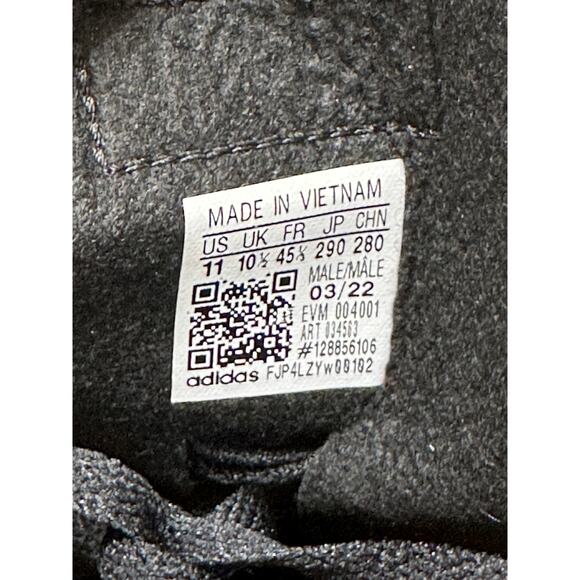 MADE IN VIETNAM
US UK FR JP CHN
11 10½ 45⅓ 290 280
MALE/MÂLE
03/22
EVM 004001
ART 034563
#128856106
adidas FJP4LZYW00102